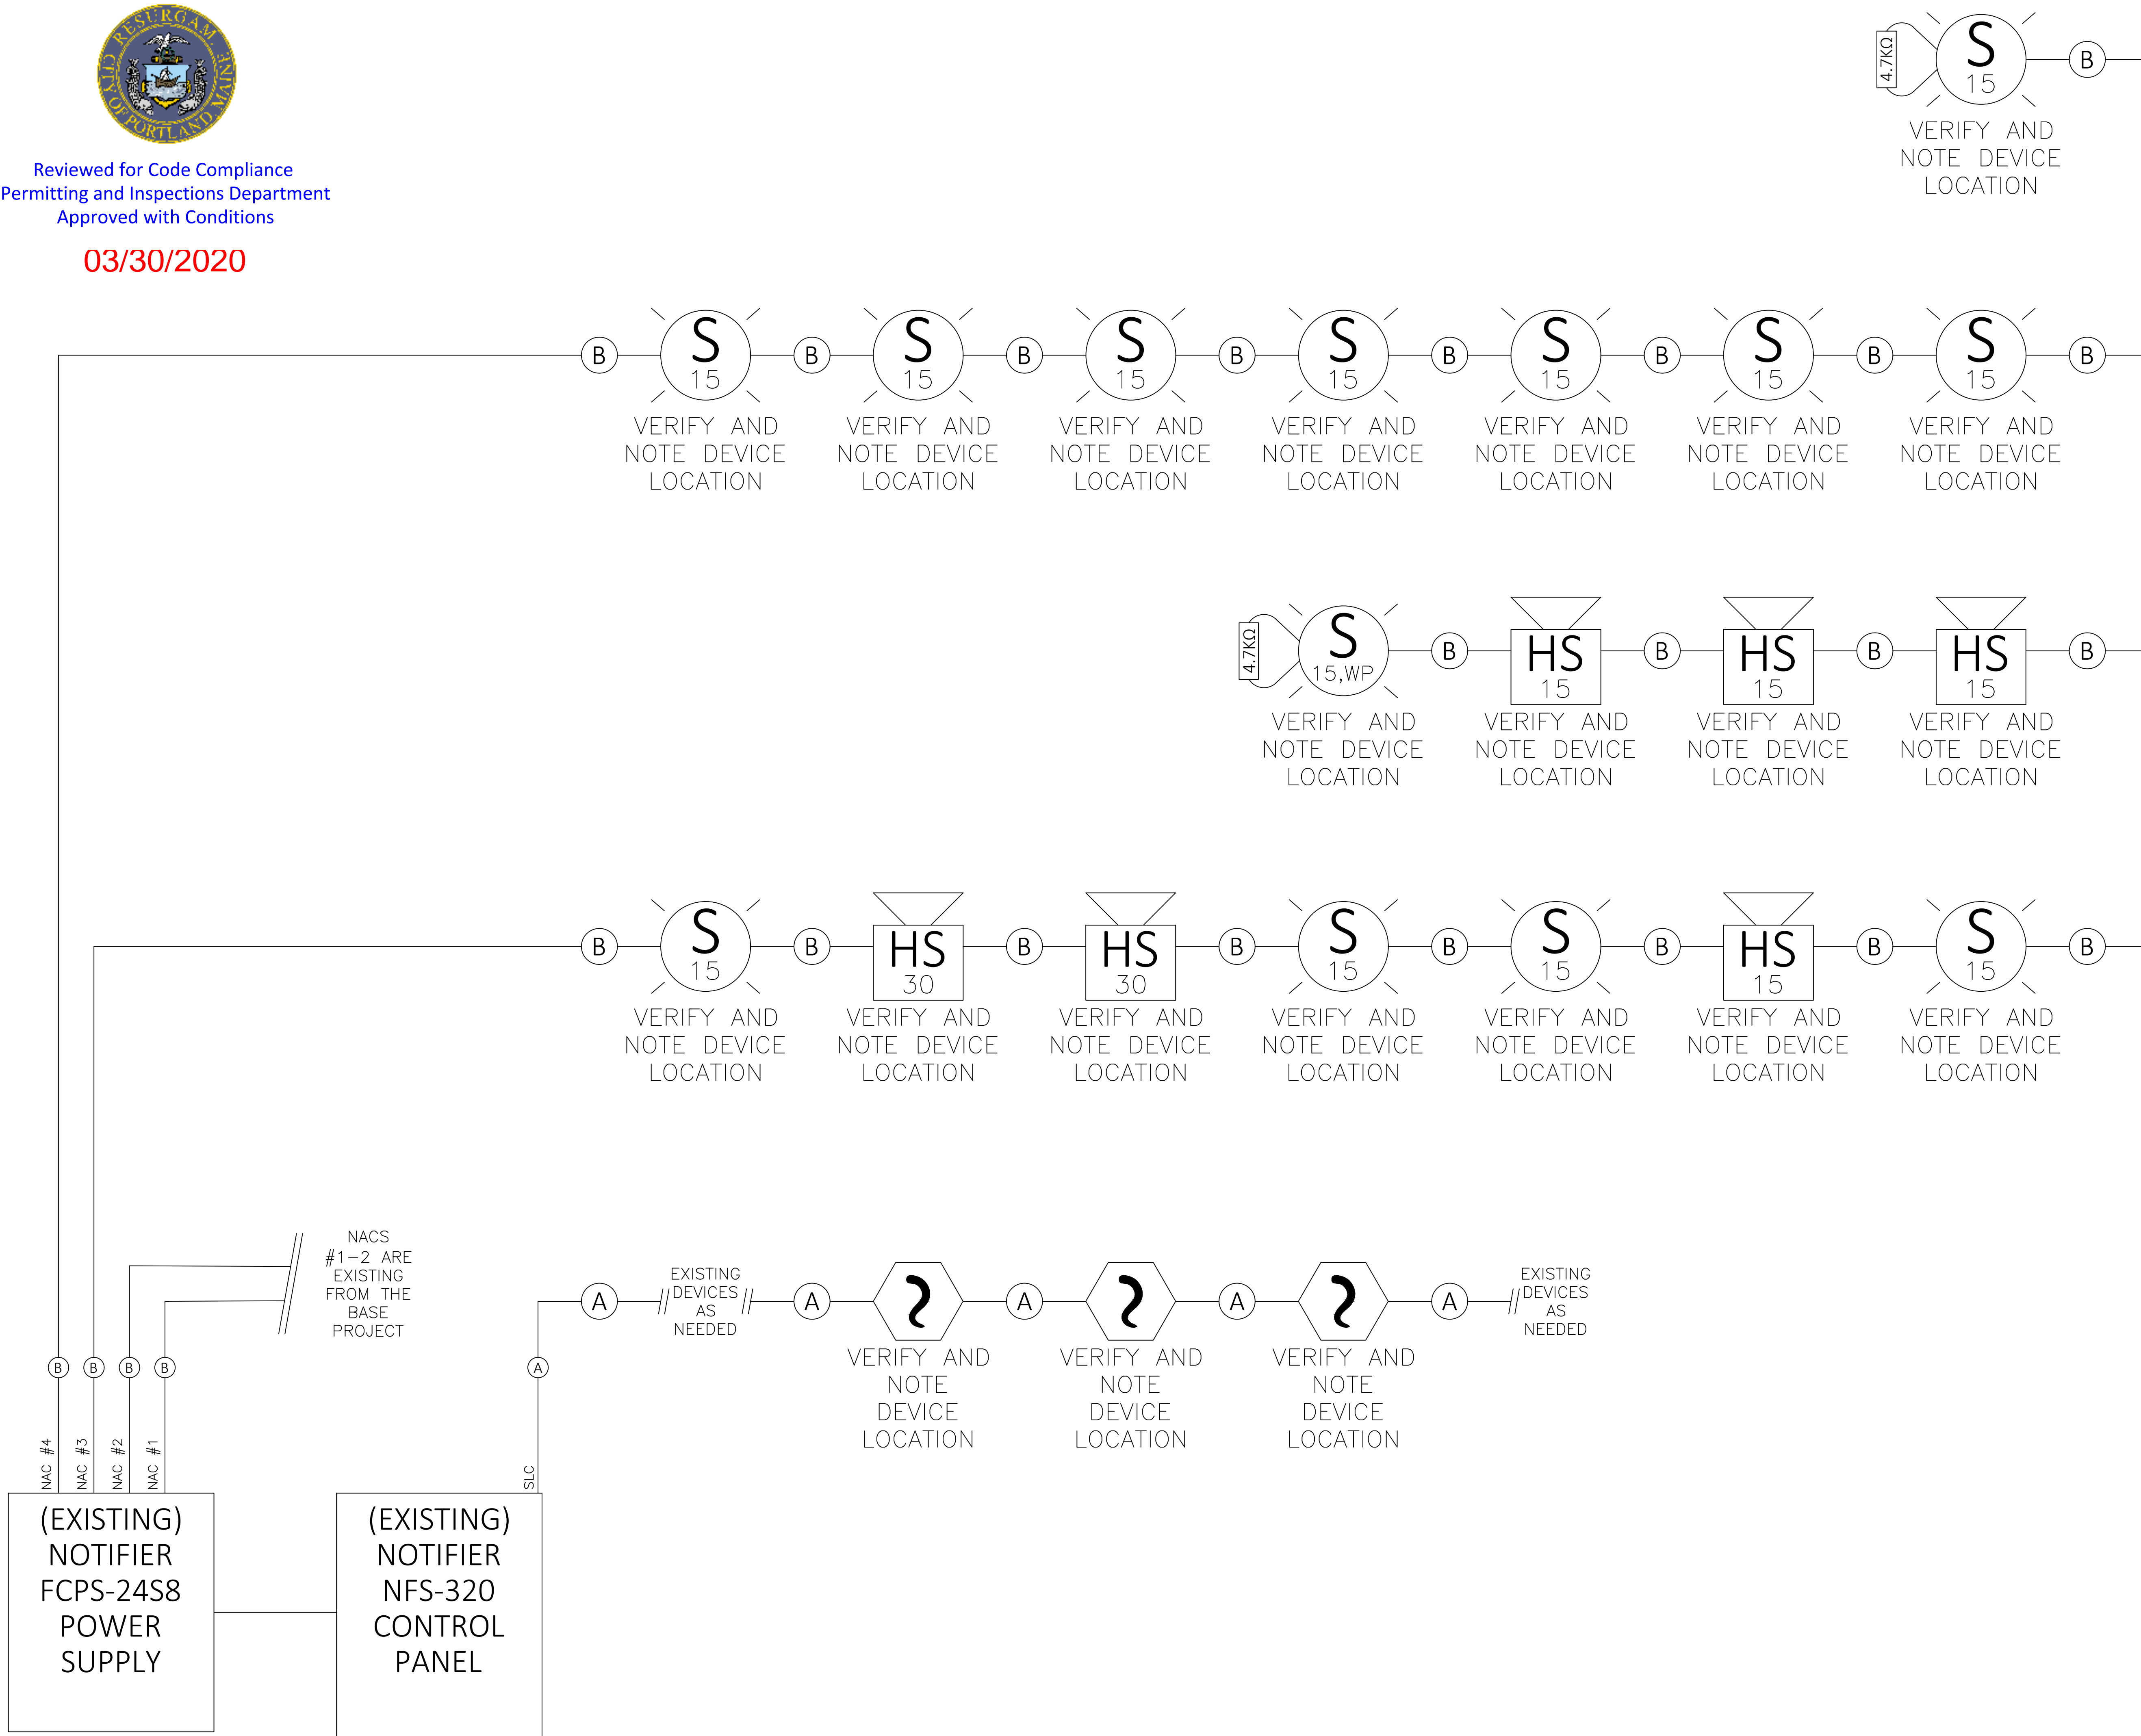 CITY OF PORTLAND, MAINE
RESURGAM
Reviewed for Code Compliance
Permitting and Inspections Department
Approved with Conditions
03/30/2020
4.7KΩ
S
15
B
VERIFY AND
NOTE DEVICE
LOCATION
B
S
15
B
S
15
B
S
15
B
S
15
B
S
15
B
S
15
B
S
15
B
VERIFY AND
NOTE DEVICE
LOCATION
VERIFY AND
NOTE DEVICE
LOCATION
VERIFY AND
NOTE DEVICE
LOCATION
VERIFY AND
NOTE DEVICE
LOCATION
VERIFY AND
NOTE DEVICE
LOCATION
VERIFY AND
NOTE DEVICE
LOCATION
VERIFY AND
NOTE DEVICE
LOCATION
4.7KΩ
S
15,WP
B
HS
15
B
HS
15
B
HS
15
B
VERIFY AND
NOTE DEVICE
LOCATION
VERIFY AND
NOTE DEVICE
LOCATION
VERIFY AND
NOTE DEVICE
LOCATION
VERIFY AND
NOTE DEVICE
LOCATION
B
S
15
B
HS
30
B
HS
30
B
S
15
B
S
15
B
HS
15
B
S
15
B
VERIFY AND
NOTE DEVICE
LOCATION
VERIFY AND
NOTE DEVICE
LOCATION
VERIFY AND
NOTE DEVICE
LOCATION
VERIFY AND
NOTE DEVICE
LOCATION
VERIFY AND
NOTE DEVICE
LOCATION
VERIFY AND
NOTE DEVICE
LOCATION
VERIFY AND
NOTE DEVICE
LOCATION
NACS
#1-2 ARE
EXISTING
FROM THE
BASE
PROJECT
A
EXISTING
DEVICES
AS
NEEDED
A
A
A
A
EXISTING
DEVICES
AS
NEEDED
VERIFY AND
NOTE
DEVICE
LOCATION
VERIFY AND
NOTE
DEVICE
LOCATION
VERIFY AND
NOTE
DEVICE
LOCATION
B
B
B
B
A
NAC #4
NAC #3
NAC #2
NAC #1
SLC
(EXISTING)
NOTIFIER
FCPS-24S8
POWER
SUPPLY
(EXISTING)
NOTIFIER
NFS-320
CONTROL
PANEL